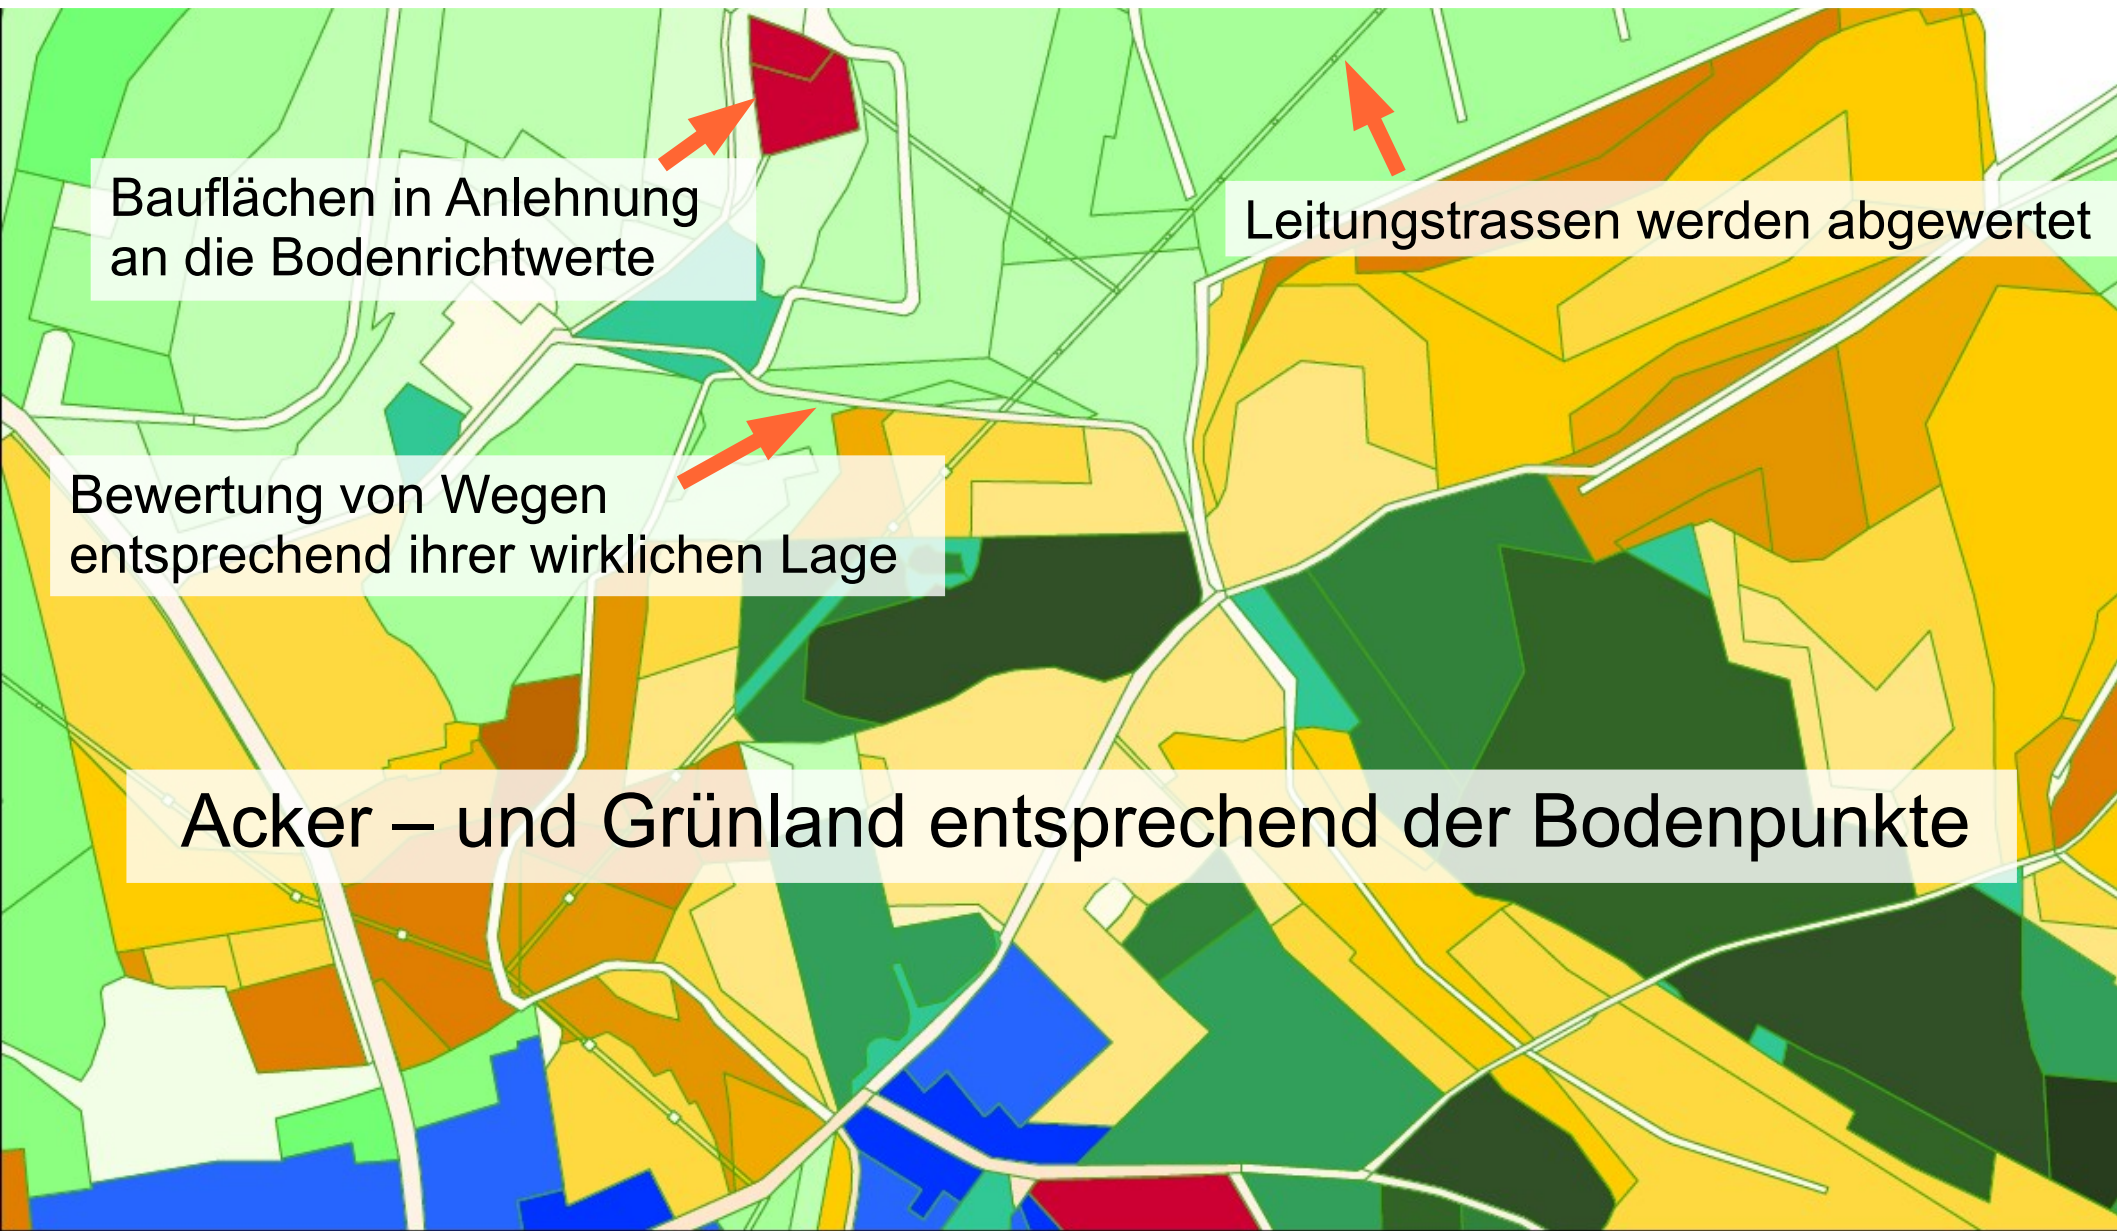 Bauflächen in Anlehnung
an die Bodenrichtwerte
Leitungstrassen werden abgewertet
Bewertung von Wegen
entsprechend ihrer wirklichen Lage
Acker – und Grünland entsprechend der Bodenpunkte